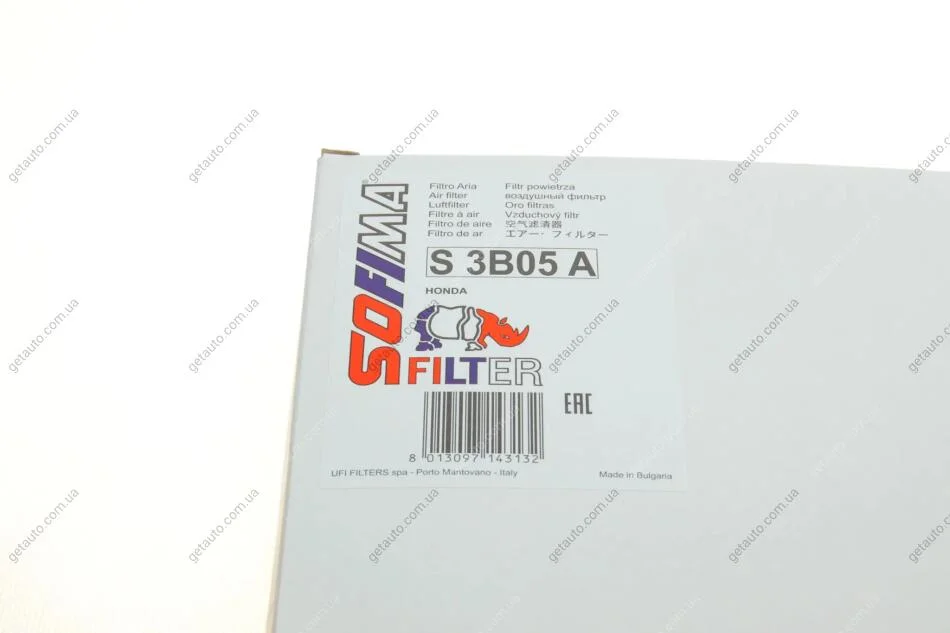 SOFIMA
Filtro Aria
Air filter
Luftfilter
Filtre à air
Filtro de aire
Filtro de ar
Filtr powietrza
воздушный фильтр
Oro filtras
Vzduchový filtr
空气滤清器
エアー・フィルター
S 3B05 A
HONDA
FILTER
EAC
8 013097 143132
UFI FILTERS spa - Porto Mantovano - Italy
Made in Bulgaria
getauto.com.ua